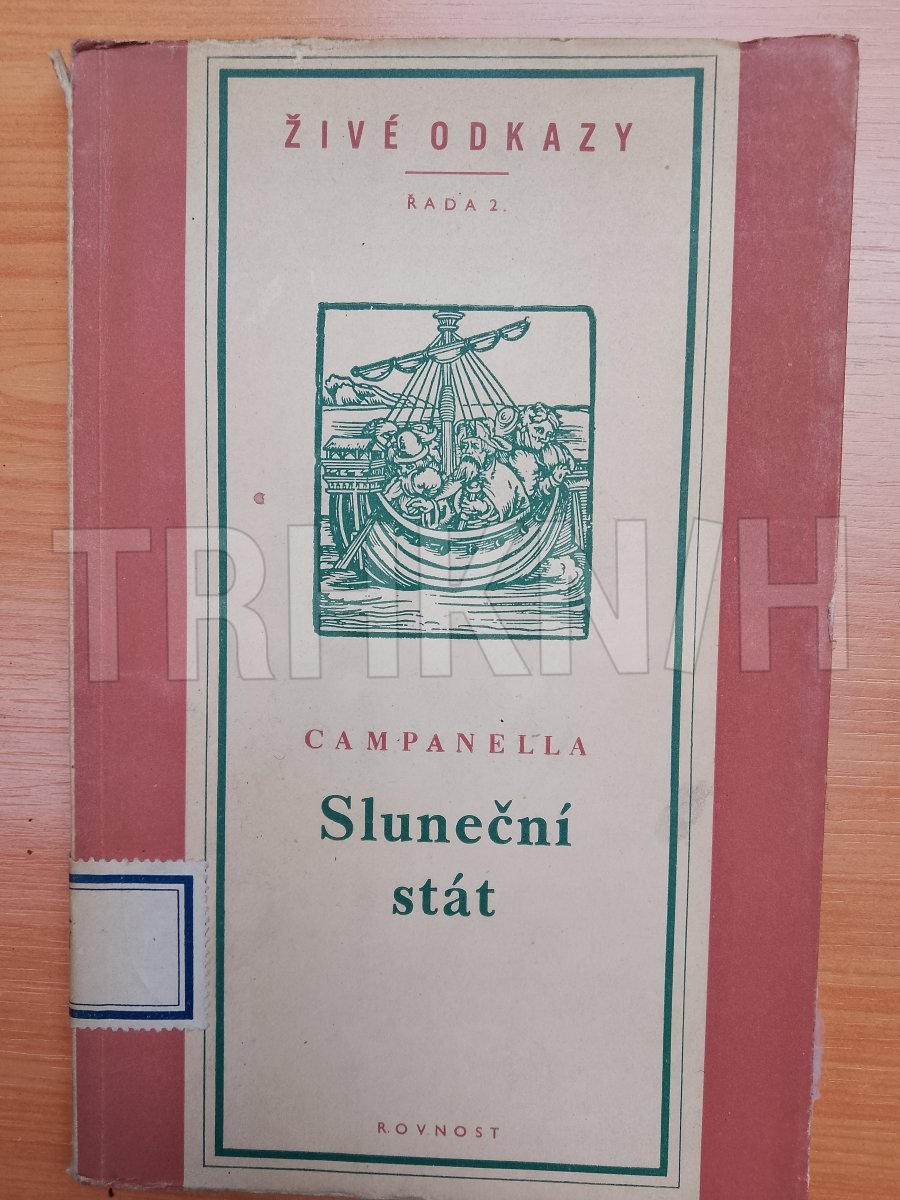 ŽIVÉ ODKAZY
ŘADA 2.
CAMPANELLA
Sluneční
stát
ROVNOST